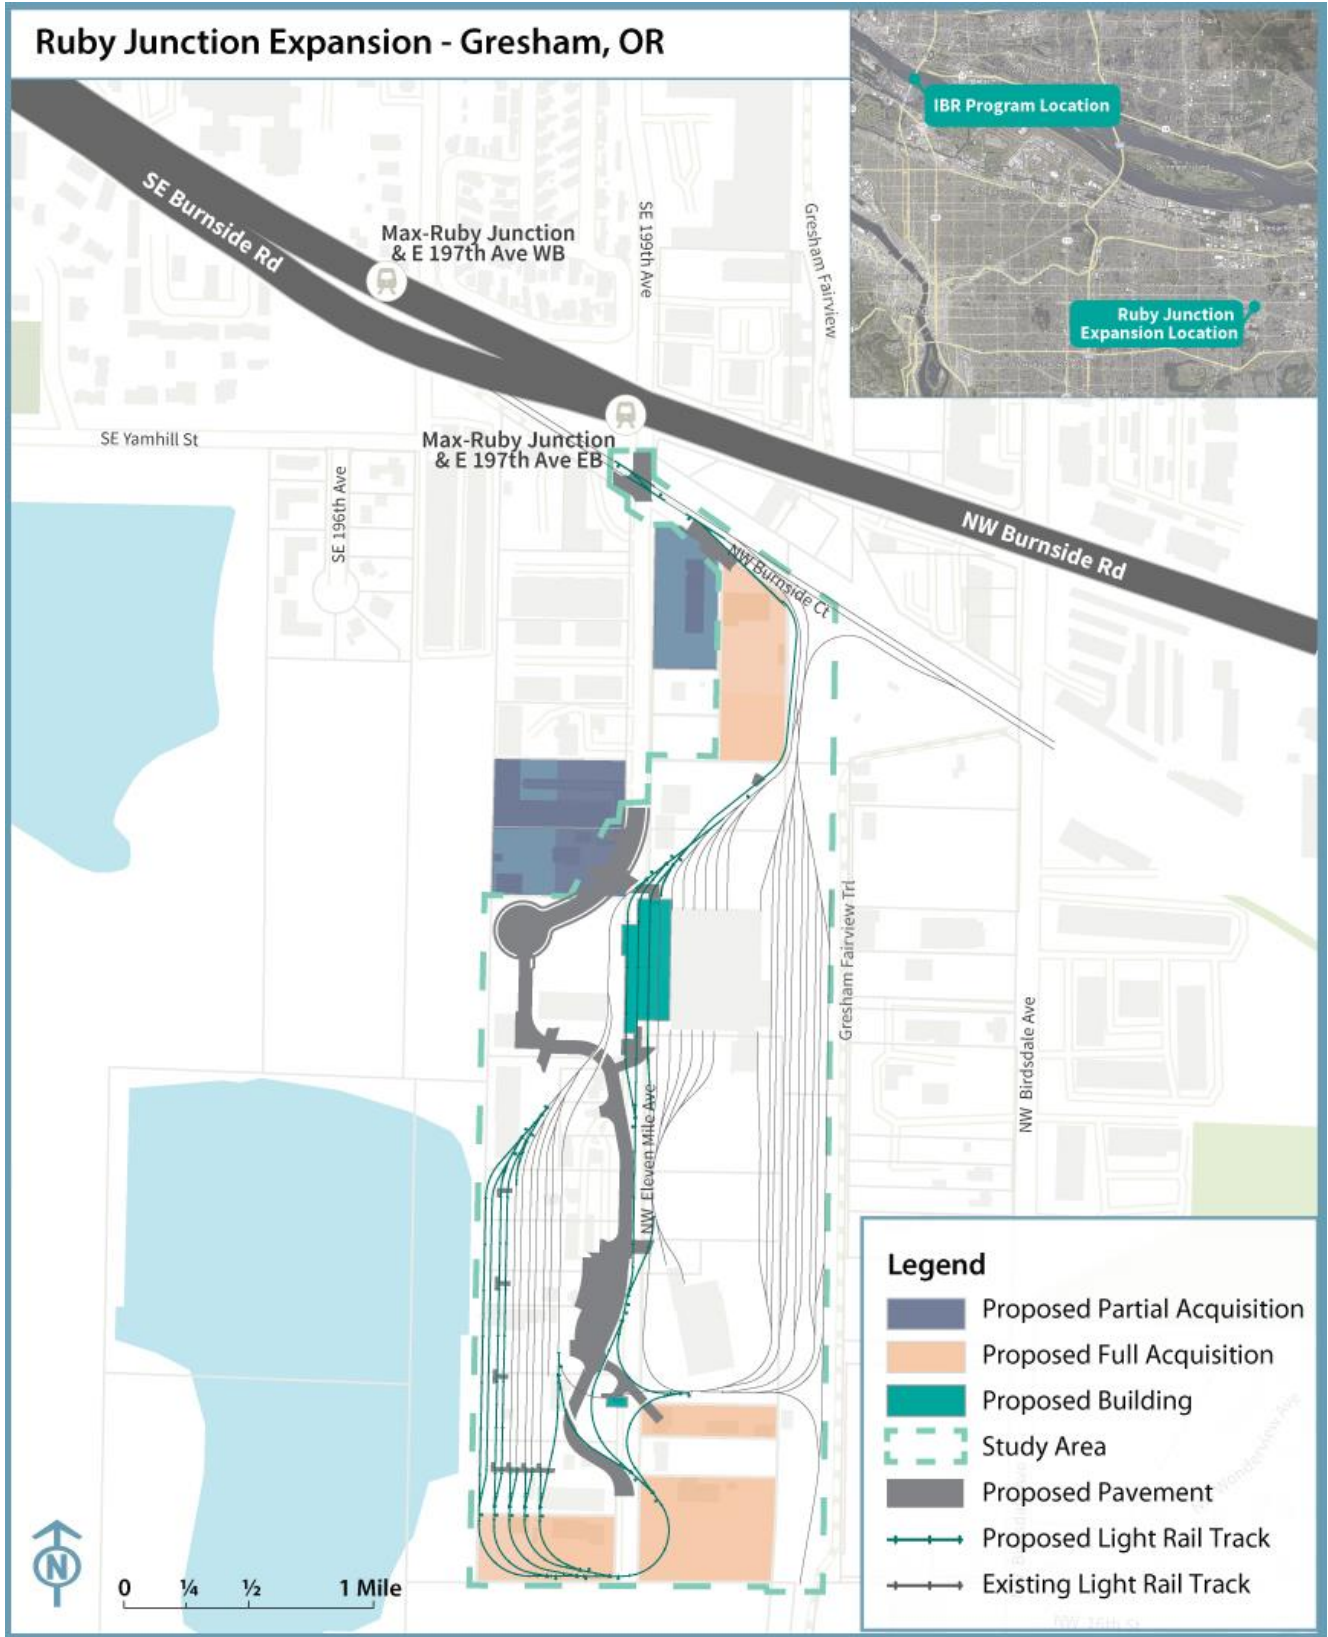 Ruby Junction Expansion - Gresham, OR
IBR Program Location
Ruby Junction
Expansion Location
SE Burnside Rd
Max-Ruby Junction
& E 197th Ave WB
SE 199th Ave
Gresham Fairview
SE Yamhill St
Max-Ruby Junction
& E 197th Ave EB
SE 196th Ave
NW Burnside Rd
NW Burnside Ct
Gresham Fairview Trl
NW Birdsdale Ave
NW Eleven Mile Ave
Legend
Proposed Partial Acquisition
Proposed Full Acquisition
Proposed Building
Study Area
Proposed Pavement
Proposed Light Rail Track
Existing Light Rail Track
N
0 ¼ ½ 1 Mile
NW 16th St